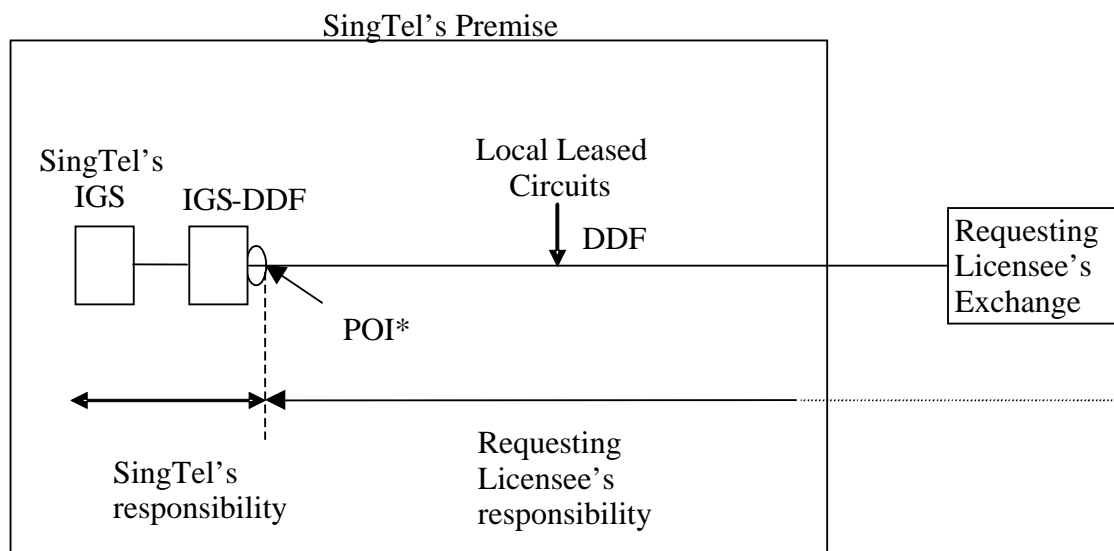 SingTel’s Premise
SingTel’s
IGS
IGS-DDF
Local Leased
Circuits
DDF
Requesting
Licensee’s
Exchange
POI*
SingTel’s
responsibility
Requesting
Licensee’s
responsibility